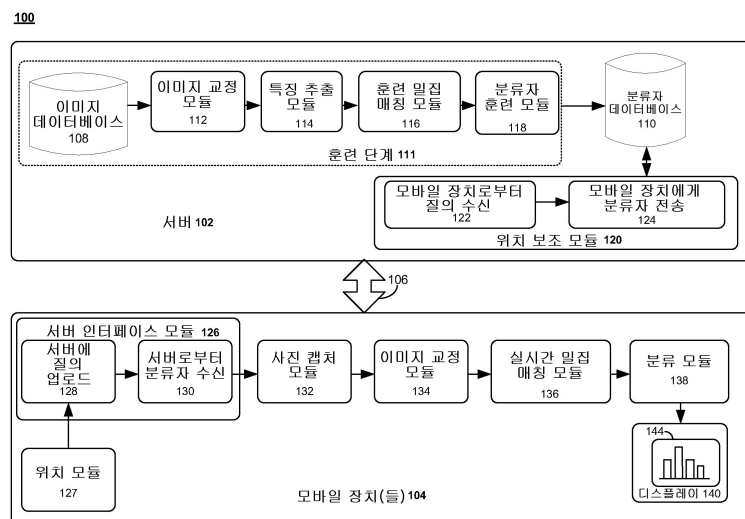 100
이미지
데이터베이스
108
이미지 교정
모듈
112
특징 추출
모듈
114
훈련 밀집
매칭 모듈
116
분류자
훈련 모듈
118
훈련 단계 111
분류자
데이터베이스
110
모바일 장치로부터
질의 수신
122
모바일 장치에게
분류자 전송
124
위치 보조 모듈 120
서버 102
106
서버 인터페이스 모듈 126
서버에
질의
업로드
128
서버로부터
분류자 수신
130
사진 캡처
모듈
132
이미지 교정
모듈
134
실시간 밀집
매칭 모듈
136
분류 모듈
138
위치 모듈
127
144
디스플레이 140
모바일 장치(들) 104